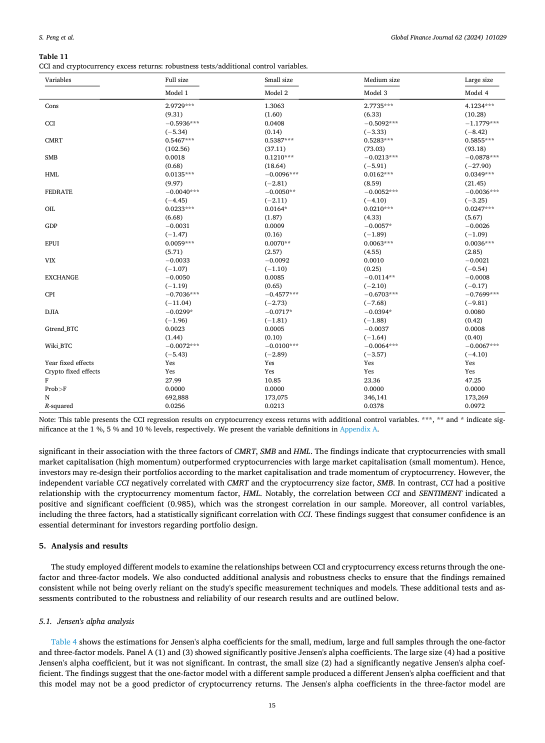 S. Peng et al.
Global Finance Journal 62 (2024) 101029
Table 11
CCI and cryptocurrency excess returns: robustness tests/additional control variables.
Variables Full size Small size Medium size Large size
Model 1 Model 2 Model 3 Model 4
Cons 2.9729*** 1.3063 2.7735*** 4.1234***
(9.31) (1.60) (6.33) (10.28)
CCI −0.5936*** 0.0408 −0.5092*** −1.1779***
(−5.34) (0.14) (−3.33) (−8.42)
CMRT 0.5467*** 0.5387*** 0.5283*** 0.5855***
(102.56) (37.11) (73.03) (93.18)
SMB 0.0018 0.1210*** −0.0213*** −0.0878***
(0.68) (18.64) (−5.91) (−27.90)
HML 0.0135*** −0.0096*** 0.0162*** 0.0349***
(9.97) (−2.81) (8.59) (21.45)
FEDRATE −0.0040*** −0.0050** −0.0052*** −0.0036***
(−4.45) (−2.11) (−4.10) (−3.25)
OIL 0.0233*** 0.0164* 0.0210*** 0.0247***
(6.68) (1.87) (4.33) (5.67)
GDP −0.0031 0.0009 −0.0057* −0.0026
(−1.47) (0.16) (−1.89) (−1.09)
EPUI 0.0059*** 0.0070** 0.0063*** 0.0036***
(5.71) (2.57) (4.55) (2.85)
VIX −0.0033 −0.0092 0.0010 −0.0021
(−1.07) (−1.10) (0.25) (−0.54)
EXCHANGE −0.0050 0.0085 −0.0114** −0.0008
(−1.19) (0.65) (−2.10) (−0.17)
CPI −0.7036*** −0.4577*** −0.6703*** −0.7699***
(−11.04) (−2.73) (−7.68) (−9.81)
DJIA −0.0299* −0.0717* −0.0394* 0.0080
(−1.96) (−1.81) (−1.88) (0.42)
Gtrend_BTC 0.0023 0.0005 −0.0037 0.0008
(1.44) (0.10) (−1.64) (0.40)
Wiki_BTC −0.0072*** −0.0100*** −0.0064*** −0.0067***
(−5.43) (−2.89) (−3.57) (−4.10)
Year fixed effects Yes Yes Yes Yes
Crypto fixed effects Yes Yes Yes Yes
F 27.99 10.85 23.36 47.25
Prob>F 0.0000 0.0000 0.0000 0.0000
N 692,888 173,075 346,141 173,269
R-squared 0.0256 0.0213 0.0378 0.0972
Note: This table presents the CCI regression results on cryptocurrency excess returns with additional control variables. ***, ** and * indicate sig-
nificance at the 1 %, 5 % and 10 % levels, respectively. We present the variable definitions in Appendix A.
significant in their association with the three factors of CMRT, SMB and HML. The findings indicate that cryptocurrencies with small
market capitalisation (high momentum) outperformed cryptocurrencies with large market capitalisation (small momentum). Hence,
investors may re-design their portfolios according to the market capitalisation and trade momentum of cryptocurrency. However, the
independent variable CCI negatively correlated with CMRT and the cryptocurrency size factor, SMB. In contrast, CCI had a positive
relationship with the cryptocurrency momentum factor, HML. Notably, the correlation between CCI and SENTIMENT indicated a
positive and significant coefficient (0.985), which was the strongest correlation in our sample. Moreover, all control variables,
including the three factors, had a statistically significant correlation with CCI. These findings suggest that consumer confidence is an
essential determinant for investors regarding portfolio design.
5. Analysis and results
The study employed different models to examine the relationships between CCI and cryptocurrency excess returns through the one-
factor and three-factor models. We also conducted additional analysis and robustness checks to ensure that the findings remained
consistent while not being overly reliant on the study's specific measurement techniques and models. These additional tests and as-
sessments contributed to the robustness and reliability of our research results and are outlined below.
5.1. Jensen's alpha analysis
Table 4 shows the estimations for Jensen's alpha coefficients for the small, medium, large and full samples through the one-factor
and three-factor models. Panel A (1) and (3) showed significantly positive Jensen's alpha coefficients. The large size (4) had a positive
Jensen's alpha coefficient, but it was not significant. In contrast, the small size (2) had a significantly negative Jensen's alpha coef-
ficient. The findings suggest that the one-factor model with a different sample produced a different Jensen's alpha coefficient and that
this model may not be a good predictor of cryptocurrency returns. The Jensen's alpha coefficients in the three-factor model are
15